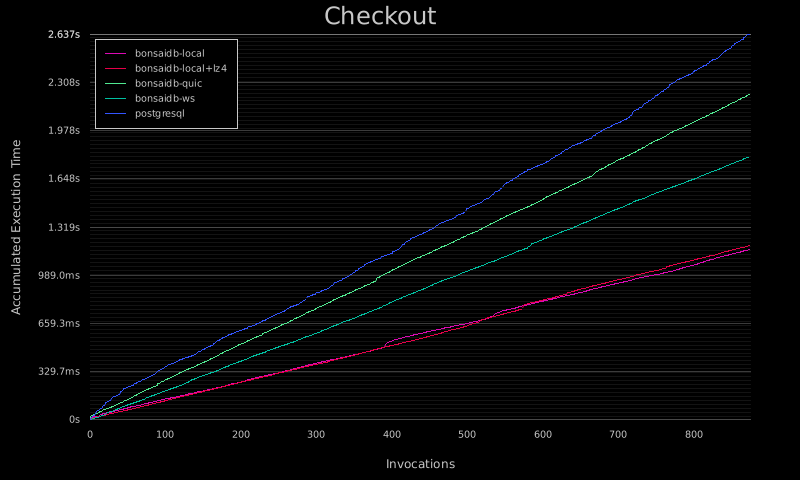 Checkout
2.637s
2.308s
1.978s
1.648s
1.319s
989.0ms
659.3ms
329.7ms
0s
bonsaidb-local
bonsaidb-local+lz4
bonsaidb-quic
bonsaidb-ws
postgresql
Accumulated Execution Time
0 100 200 300 400 500 600 700 800
Invocations